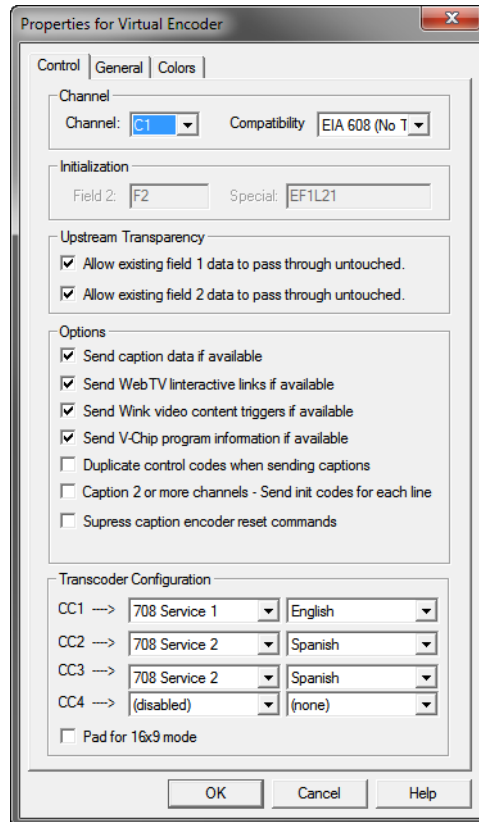 Properties for Virtual Encoder
Control General Colors
Channel
Channel: C1 Compatibility EIA 608 (No T
Initialization
Field 2: F2 Special: EF1L21
Upstream Transparency
Allow existing field 1 data to pass through untouched.
Allow existing field 2 data to pass through untouched.
Options
Send caption data if available
Send WebTV linteractive links if available
Send Wink video content triggers if available
Send V-Chip program information if available
Duplicate control codes when sending captions
Caption 2 or more channels - Send init codes for each line
Supress caption encoder reset commands
Transcoder Configuration
CC1 ---> 708 Service 1 English
CC2 ----> 708 Service 2 Spanish
CC3 ----> 708 Service 2 Spanish
CC4 ----> (disabled) (none)
Pad for 16x9 mode
OK Cancel Help